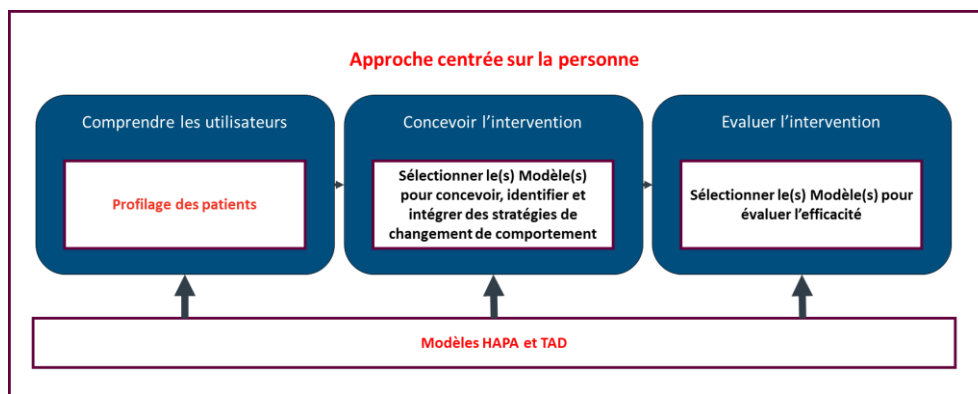 Approche centrée sur la personne
Comprendre les utilisateurs
Profilage des patients
Concevoir l'intervention
Sélectionner le(s) Modèle(s)
pour concevoir, identifier et
intégrer des stratégies de
changement de comportement
Evaluer l'intervention
Sélectionner le(s) Modèle(s) pour
évaluer l'efficacité
Modèles HAPA et TAD